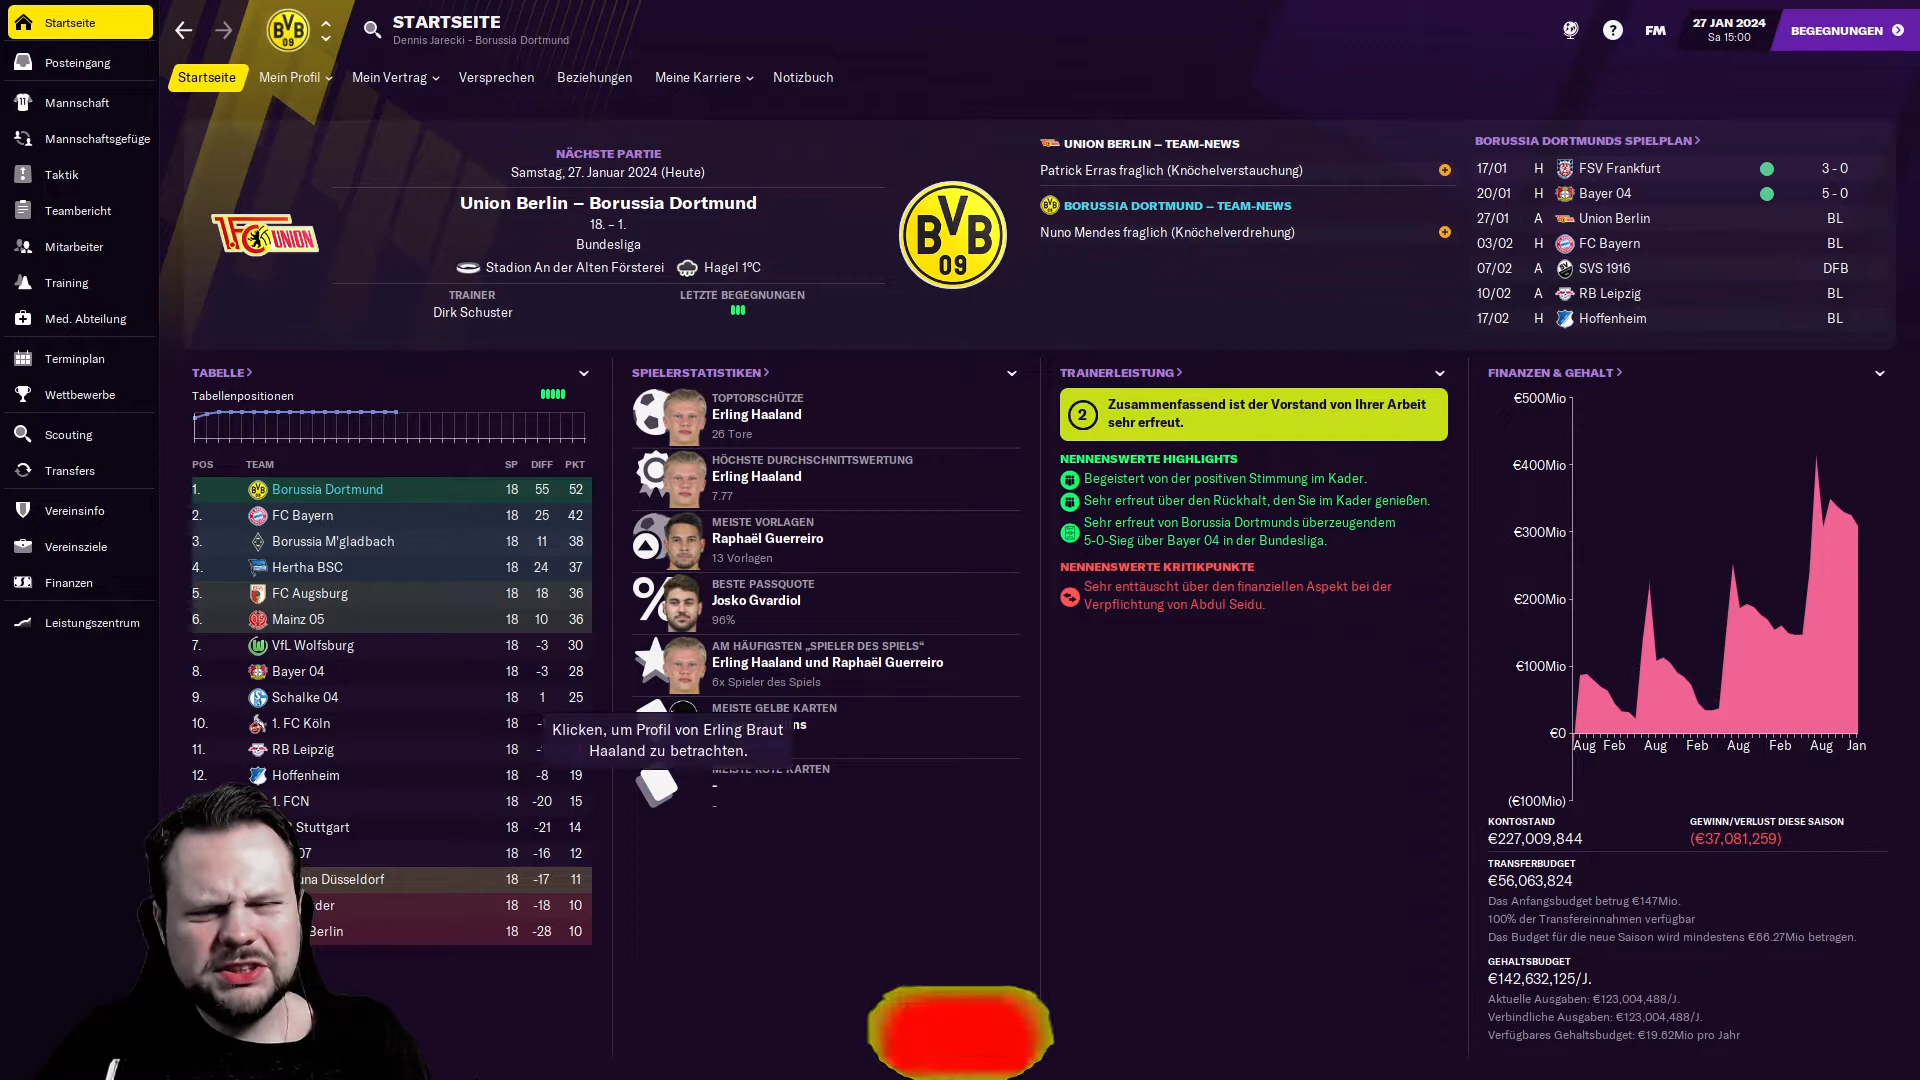 Startseite
Posteingang
Mannschaft
Mannschaftsgefüge
Taktik
Teambericht
Mitarbeiter
Training
Med. Abteilung
Terminplan
Wettbewerbe
Scouting
Transfers
Vereinsinfo
Vereinsziele
Finanzen
Leistungszentrum
STARTSEITE
Dennis Jarecki - Borussia Dortmund
FM
27 JAN 2024
Sa 15:00
BEGEGNUNGEN
Startseite Mein Profil Mein Vertrag Versprechen Beziehungen Meine Karriere Notizbuch
NÄCHSTE PARTIE
Samstag, 27. Januar 2024 (Heute)
Union Berlin – Borussia Dortmund
18. – 1.
Bundesliga
Stadion An der Alten Försterei Hagel 1°C
TRAINER
Dirk Schuster
LETZTE BEGEGNUNGEN
1.FC UNION
BVB 09
UNION BERLIN – TEAM-NEWS
Patrick Erras fraglich (Knöchelverstauchung)
BORUSSIA DORTMUND – TEAM-NEWS
Nuno Mendes fraglich (Knöchelverdrehung)
BORUSSIA DORTMUNDS SPIELPLAN
17/01 H FSV Frankfurt 3 - 0
20/01 H Bayer 04 5 - 0
27/01 A Union Berlin BL
03/02 H FC Bayern BL
07/02 A SVS 1916 DFB
10/02 A RB Leipzig BL
17/02 H Hoffenheim BL
TABELLE
Tabellenpositionen
POS TEAM SP DIFF PKT
1. Borussia Dortmund 18 55 52
2. FC Bayern 18 25 42
3. Borussia M'gladbach 18 11 38
4. Hertha BSC 18 24 37
5. FC Augsburg 18 18 36
6. Mainz 05 18 10 36
7. VfL Wolfsburg 18 -3 30
8. Bayer 04 18 -3 28
9. Schalke 04 18 1 25
10. 1. FC Köln 18
11. RB Leipzig 18
12. Hoffenheim 18 -8 19
1. FCN 18 -20 15
Stuttgart 18 -21 14
07 18 -16 12
una Düsseldorf 18 -17 11
der 18 -18 10
Berlin 18 -28 10
SPIELERSTATISTIKEN
TOPTORSCHÜTZE
Erling Haaland
26 Tore
HÖCHSTE DURCHSCHNITTSWERTUNG
Erling Haaland
7.77
MEISTE VORLAGEN
Raphaël Guerreiro
13 Vorlagen
BESTE PASSQUOTE
Josko Gvardiol
96%
AM HÄUFIGSTEN „SPIELER DES SPIELS“
Erling Haaland und Raphaël Guerreiro
6x Spieler des Spiels
MEISTE GELBE KARTEN
ns
Klicken, um Profil von Erling Braut
Haaland zu betrachten.
MEISTE ROTE KARTEN
-
-
TRAINERLEISTUNG
2 Zusammenfassend ist der Vorstand von Ihrer Arbeit
sehr erfreut.
NENNENSWERTE HIGHLIGHTS
Begeistert von der positiven Stimmung im Kader.
Sehr erfreut über den Rückhalt, den Sie im Kader genießen.
Sehr erfreut von Borussia Dortmunds überzeugendem
5-0-Sieg über Bayer 04 in der Bundesliga.
NENNENSWERTE KRITIKPUNKTE
Sehr enttäuscht über den finanziellen Aspekt bei der
Verpflichtung von Abdul Seidu.
FINANZEN & GEHALT
€500Mio
€400Mio
€300Mio
€200Mio
€100Mio
€0
Aug Feb Aug Feb Aug Feb Aug Jan
(€100Mio)
KONTOSTAND
€227,009,844
GEWINN/VERLUST DIESE SAISON
(€37,081,259)
TRANSFERBUDGET
€56,063,824
Das Anfangsbudget betrug €147Mio.
100% der Transfereinnahmen verfügbar
Das Budget für die neue Saison wird mindestens €66.27Mio betragen.
GEHALTSBUDGET
€142,632,125/J.
Aktuelle Ausgaben: €123,004,488/J.
Verbindliche Ausgaben: €123,004,488/J.
Verfügbares Gehaltsbudget: €19.62Mio pro Jahr